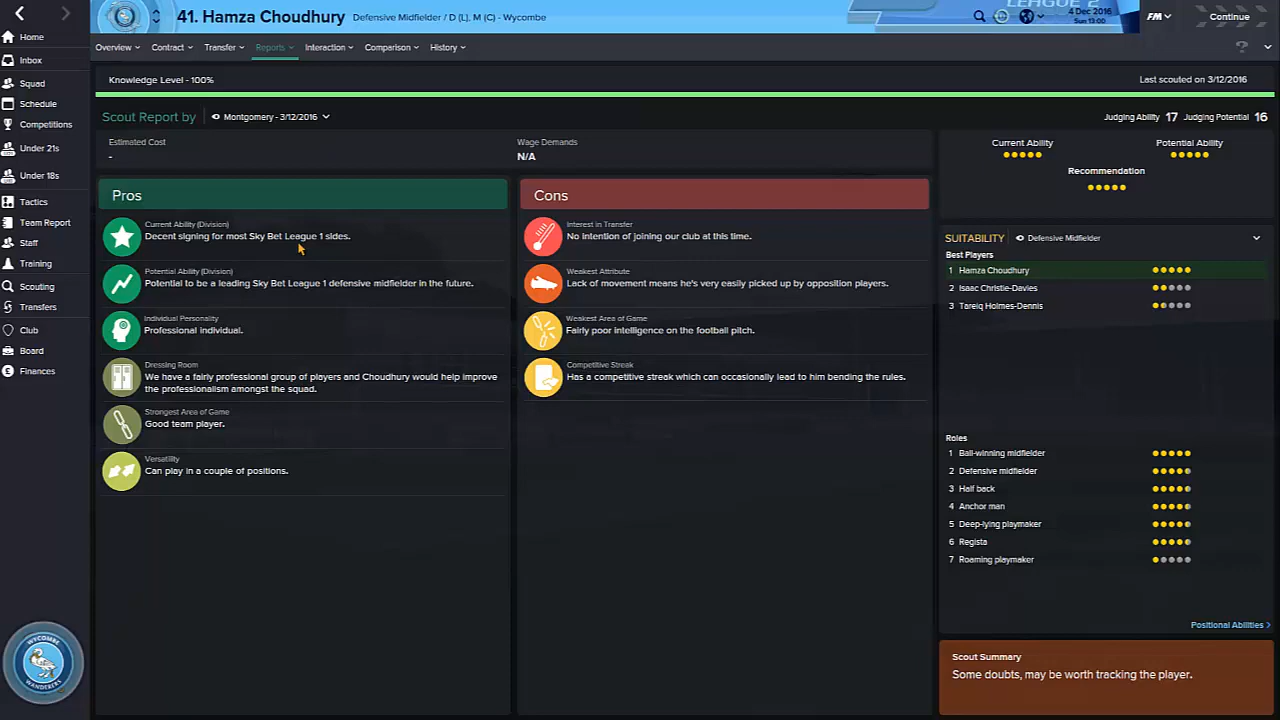 41. Hamza Choudhury
Defensive Midfielder / D (L), M (C) - Wycombe
LEAGUE 2
4 Dec 2016
Sun 13:00
FM
Continue
Home
Inbox
Squad
Schedule
Competitions
Under 21s
Under 18s
Tactics
Team Report
Staff
Training
Scouting
Transfers
Club
Board
Finances
Overview
Contract
Transfer
Reports
Interaction
Comparison
History
?
Knowledge Level - 100%
Last scouted on 3/12/2016
Scout Report by
Montgomery - 3/12/2016
Judging Ability 17 Judging Potential 16
Estimated Cost
-
Wage Demands
N/A
Current Ability
Potential Ability
Recommendation
Pros
Current Ability (Division)
Decent signing for most Sky Bet League 1 sides.
Potential Ability (Division)
Potential to be a leading Sky Bet League 1 defensive midfielder in the future.
Individual Personality
Professional individual.
Dressing Room
We have a fairly professional group of players and Choudhury would help improve
the professionalism amongst the squad.
Strongest Area of Game
Good team player.
Versatility
Can play in a couple of positions.
Cons
Interest in Transfer
No intention of joining our club at this time.
Weakest Attribute
Lack of movement means he's very easily picked up by opposition players.
Weakest Area of Game
Fairly poor intelligence on the football pitch.
Competitive Streak
Has a competitive streak which can occasionally lead to him bending the rules.
SUITABILITY
Defensive Midfielder
Best Players
1 Hamza Choudhury
2 Isaac Christie-Davies
3 Tareiq Holmes-Dennis
Roles
1 Ball-winning midfielder
2 Defensive midfielder
3 Half back
4 Anchor man
5 Deep-lying playmaker
6 Regista
7 Roaming playmaker
Positional Abilities >
Scout Summary
Some doubts, may be worth tracking the player.
WYCOMBE
WANDERERS